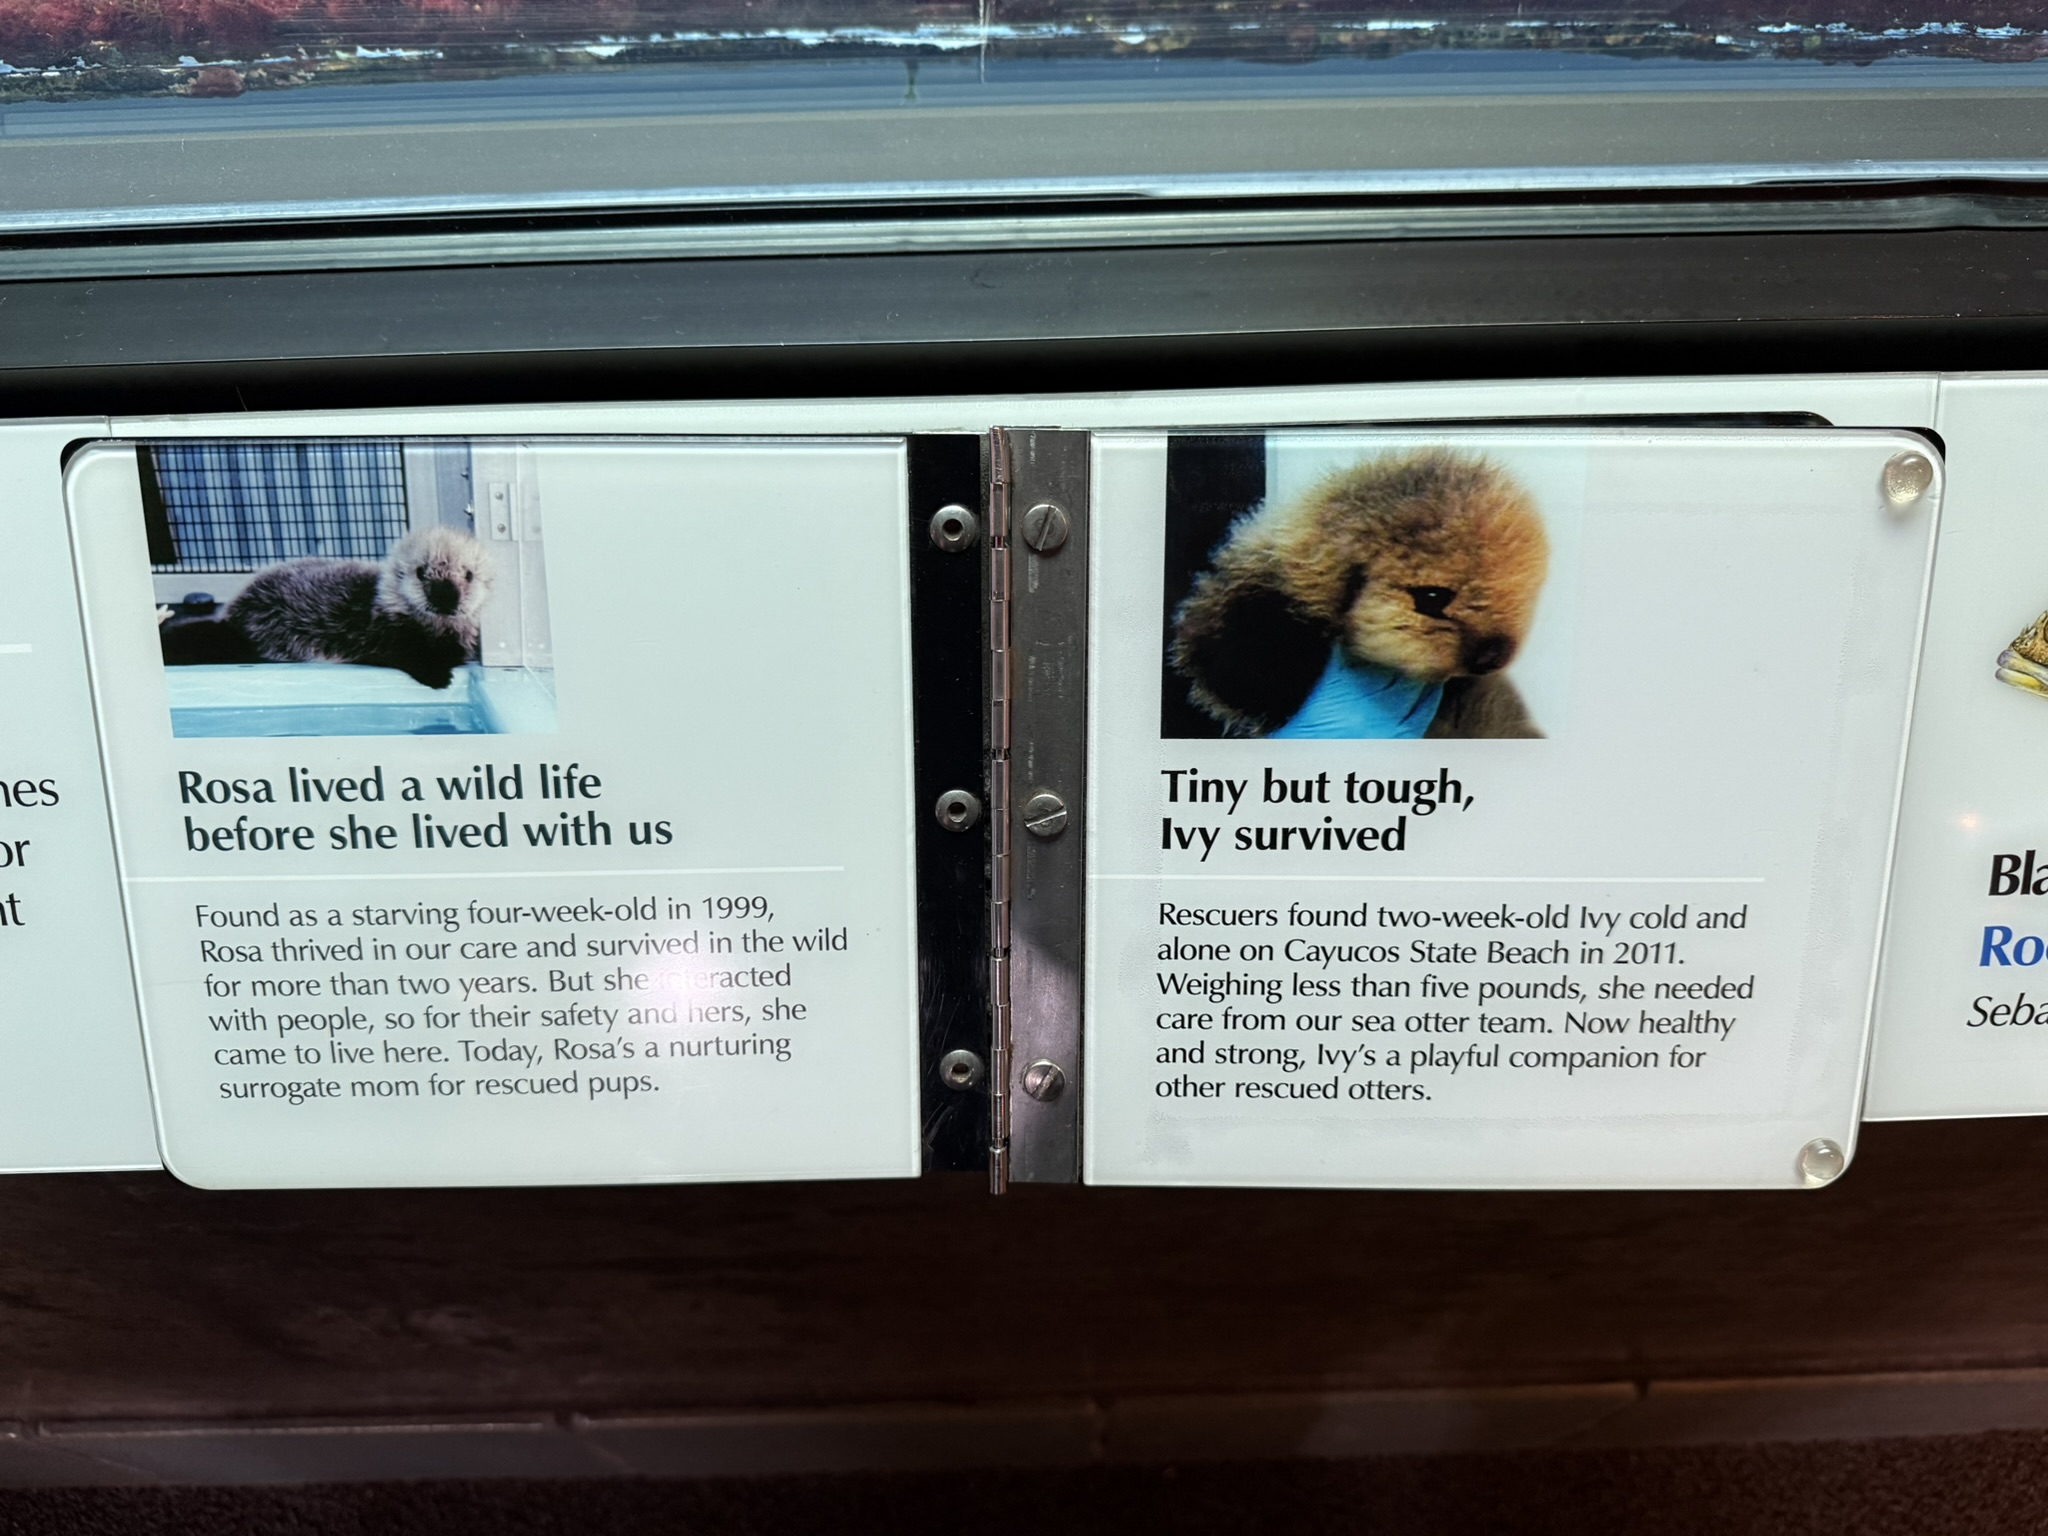 nes
or
nt
Rosa lived a wild life
before she lived with us
Found as a starving four-week-old in 1999,
Rosa thrived in our care and survived in the wild
for more than two years. But she interacted
with people, so for their safety and hers, she
came to live here. Today, Rosa's a nurturing
surrogate mom for rescued pups.
Tiny but tough,
Ivy survived
Rescuers found two-week-old Ivy cold and
alone on Cayucos State Beach in 2011.
Weighing less than five pounds, she needed
care from our sea otter team. Now healthy
and strong, Ivy's a playful companion for
other rescued otters.
Bla
Ro
Seba